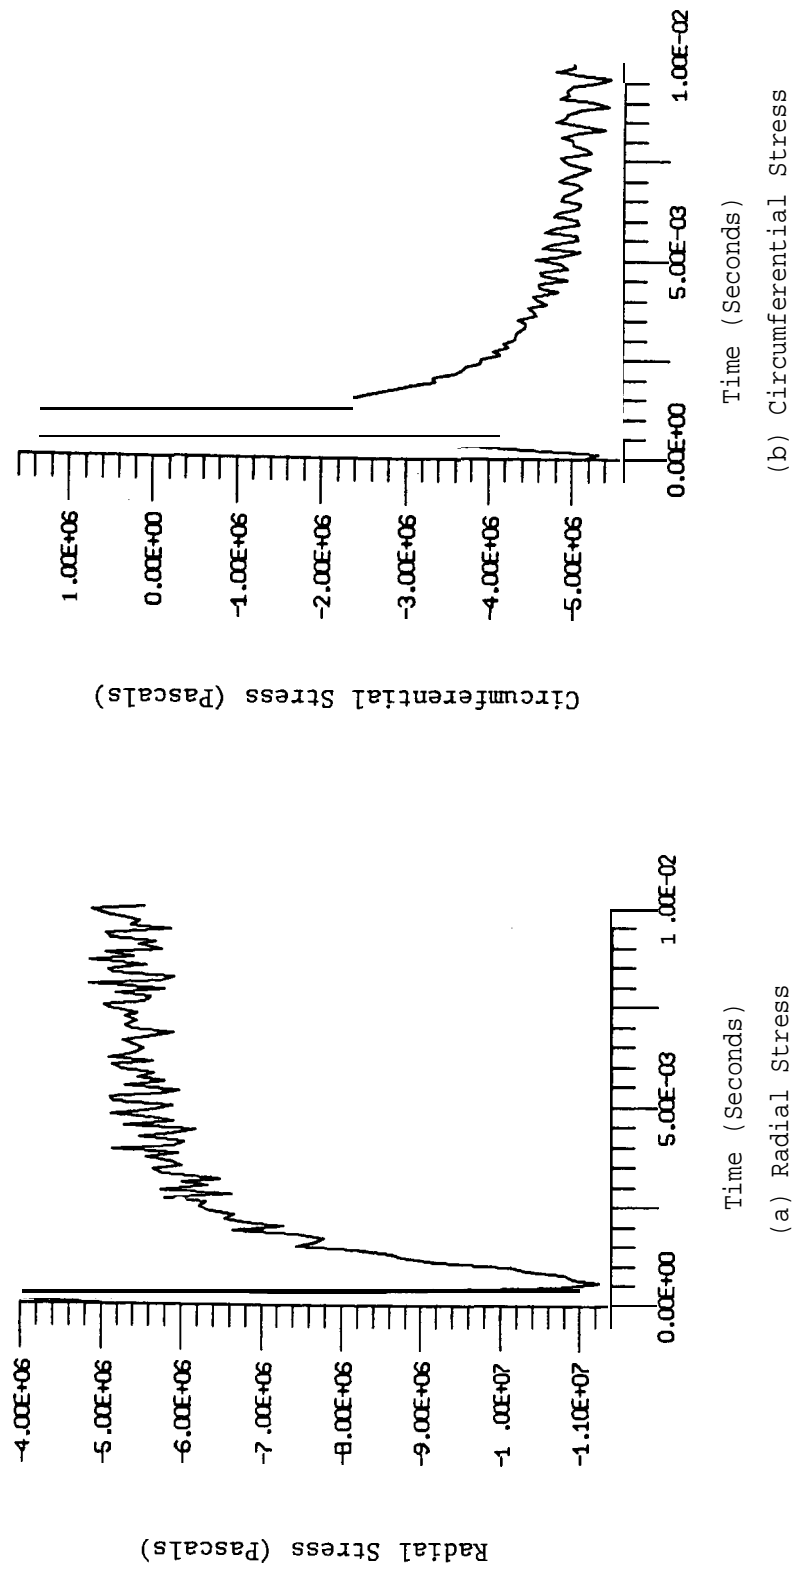 Radial Stress (Pascals)
-4.00E+06
-5.00E+06
-6.00E+06
-7.00E+06
-8.00E+06
-9.00E+06
-1.00E+07
-1.10E+07
0.00E+00
5.00E-03
1.00E-02
Time (Seconds)
(a) Radial Stress
Circumferential Stress (Pascals)
1.00E+06
0.00E+00
-1.00E+06
-2.00E+06
-3.00E+06
-4.00E+06
-5.00E+06
0.00E+00
5.00E-03
1.00E-02
Time (Seconds)
(b) Circumferential Stress